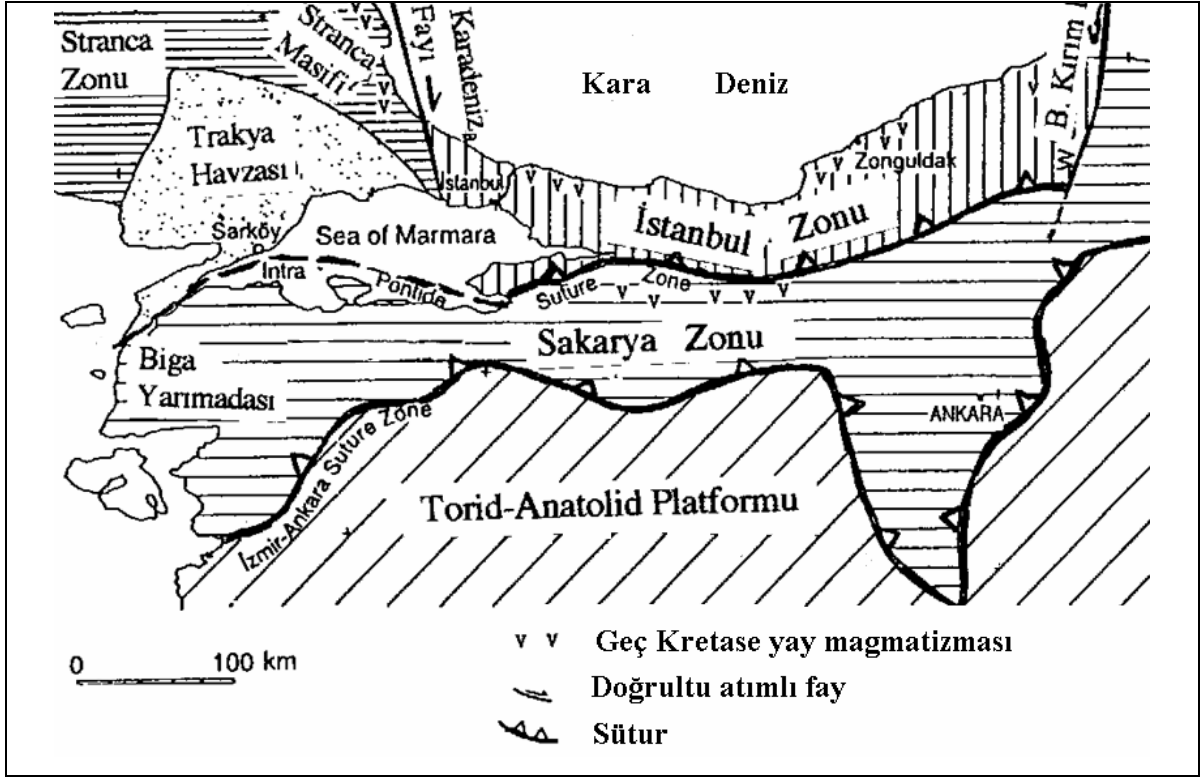 Stranca
Zonu
Stranca
Masifi
Fayı
Karadeniz
Kara Deniz
W. B. Kırım
Trakya
Havzası
İstanbul
Zonguldak
İstanbul Zonu
Şarköy
Sea of Marmara
Intra
Pontide
Suture Zone
Sakarya Zonu
Biga
Yarımadası
ANKARA
İzmir-Ankara Suture Zone
Torid-Anatolid Platformu
0 100 km
v v Geç Kretase yay magmatizması
Doğrultu atımlı fay
Sütur